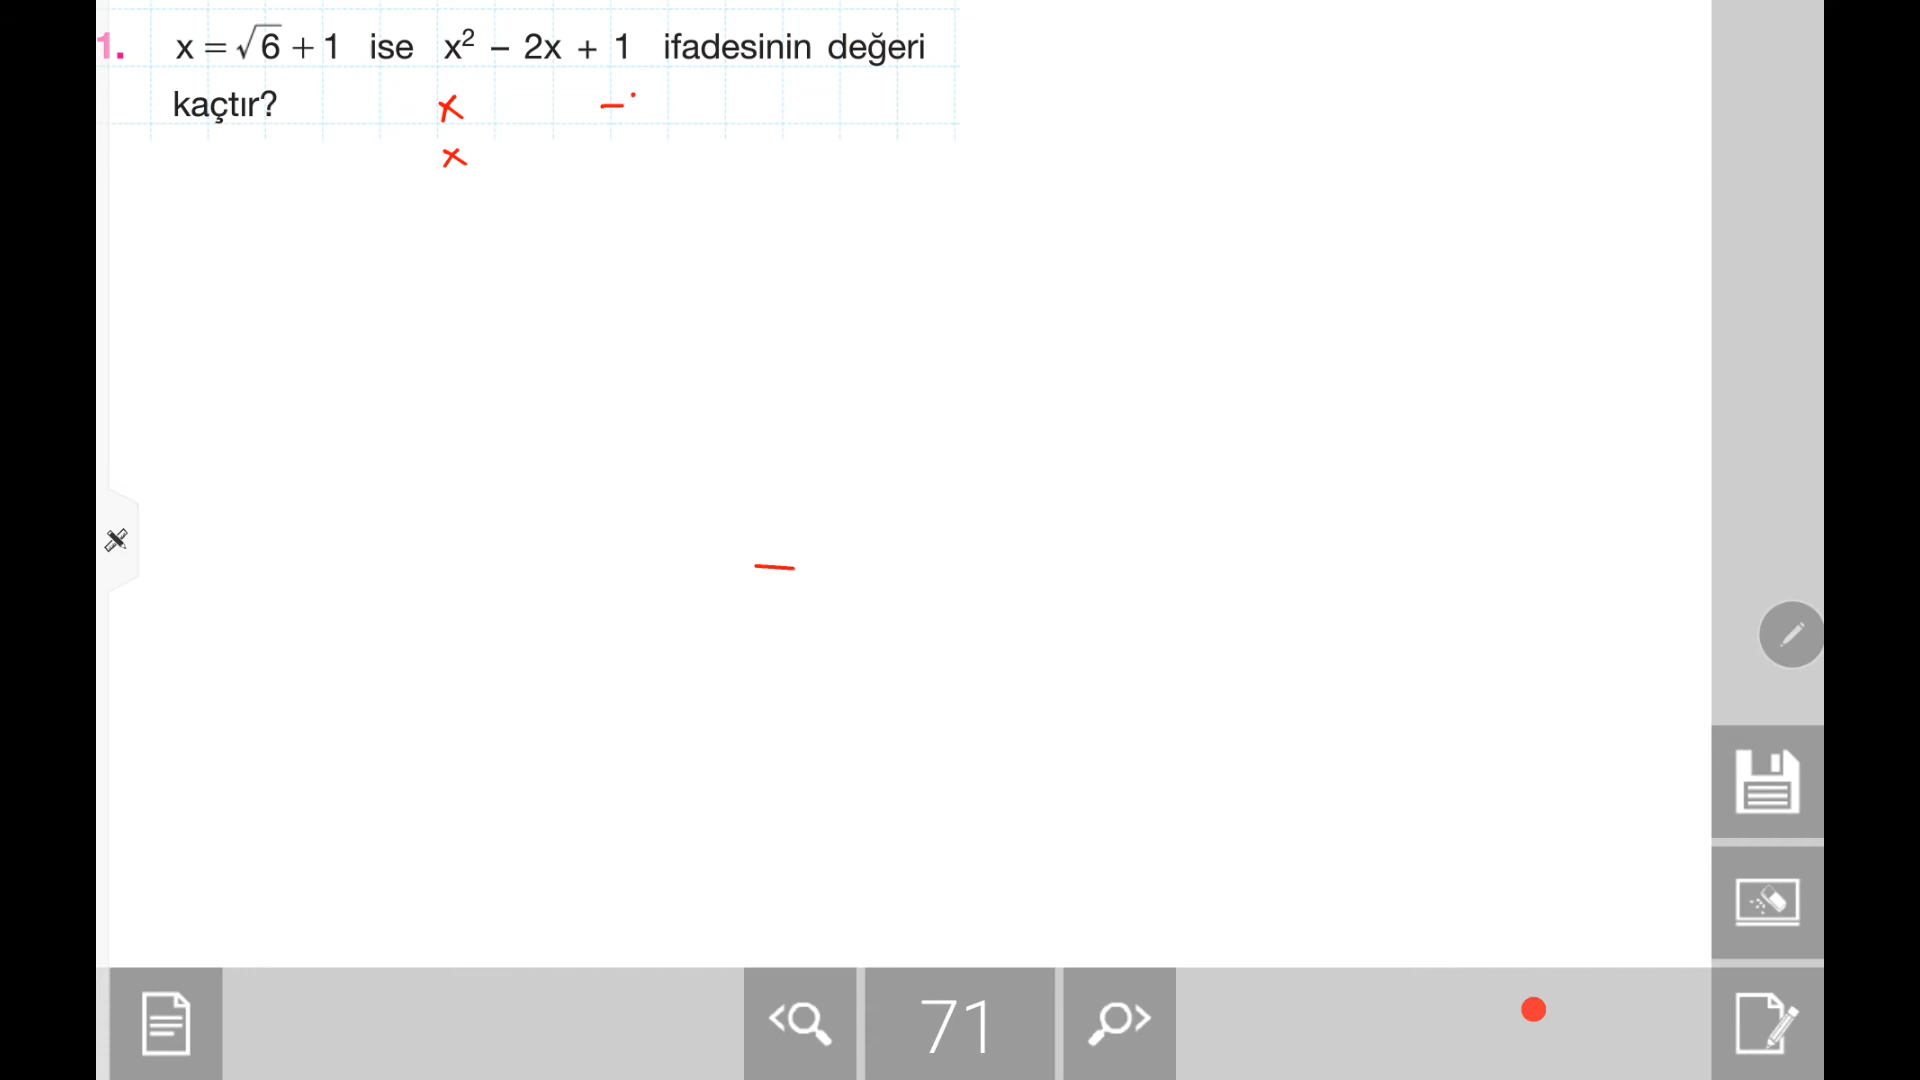 1. x = √6 + 1 ise x² − 2x + 1 ifadesinin değeri
kaçtır?
x −
x
71